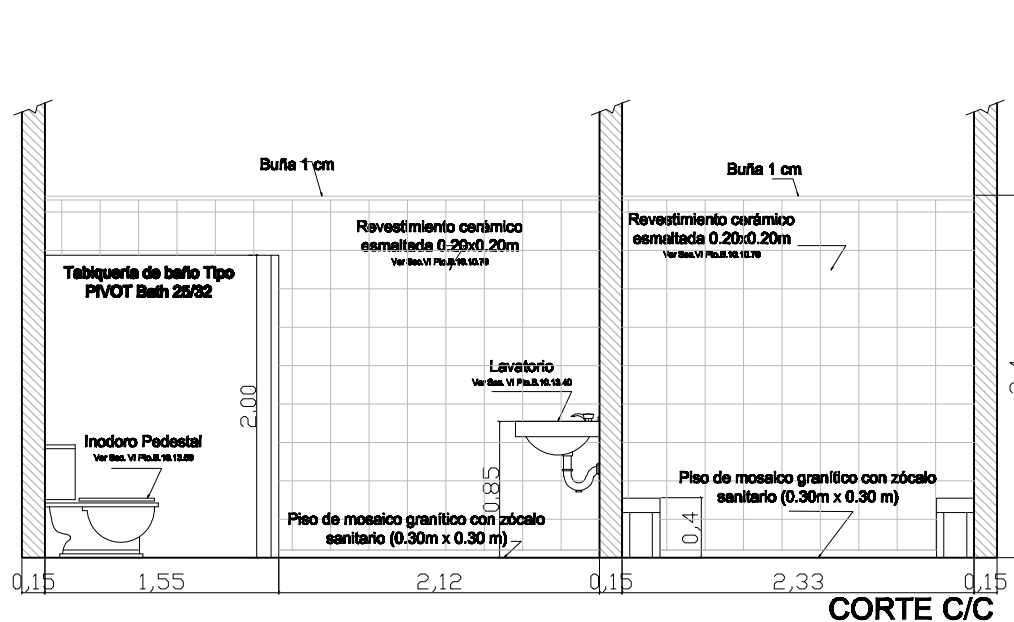 Buña 1 cm
Buña 1 cm
Revestimiento cerámico
esmaltada 0.20x0.20m
Revestimiento cerámico
esmaltada 0.20x0.20m
Tabiquería de baño Tipo
PIVOT Bath 25/32
Lavatorio
2,00
Inodoro Pedestal
0,85
Piso de mosaico granítico con zócalo
sanitario (0.30m x 0.30 m)
Piso de mosaico granítico con zócalo
sanitario (0.30m x 0.30 m)
0,4
0,15
1,55
2,12
0,15
2,33
0,15
CORTE C/C